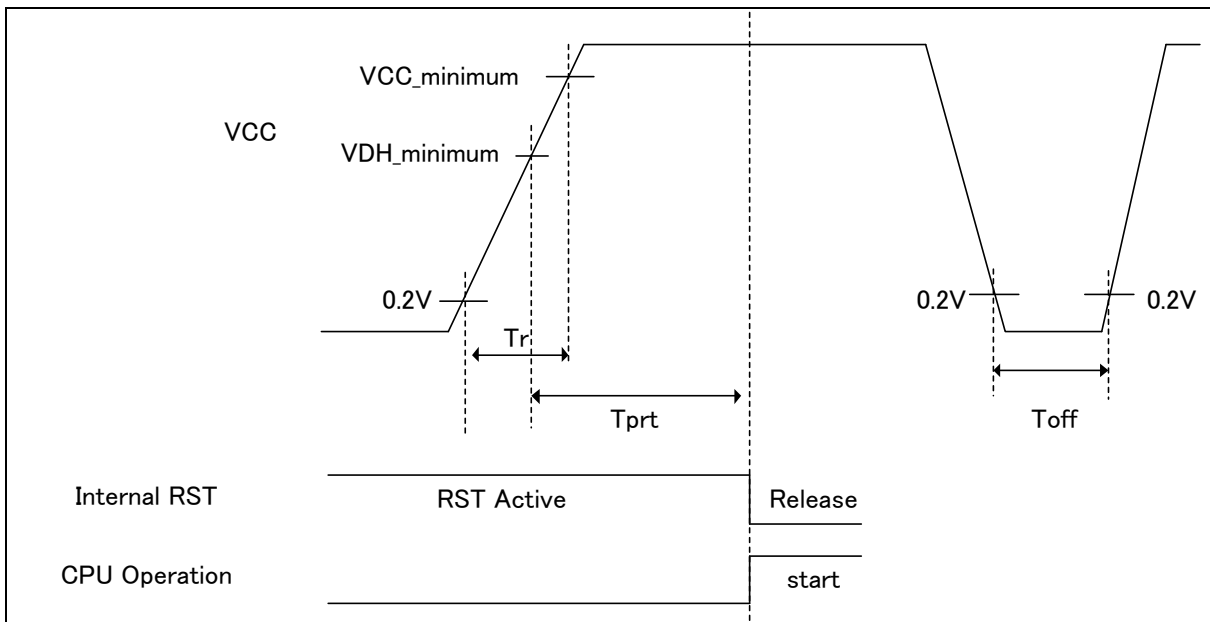 VCC_minimum
VCC
VDH_minimum
0.2V
0.2V
0.2V
Tr
Tprt
Toff
Internal RST
RST Active
Release
CPU Operation
start